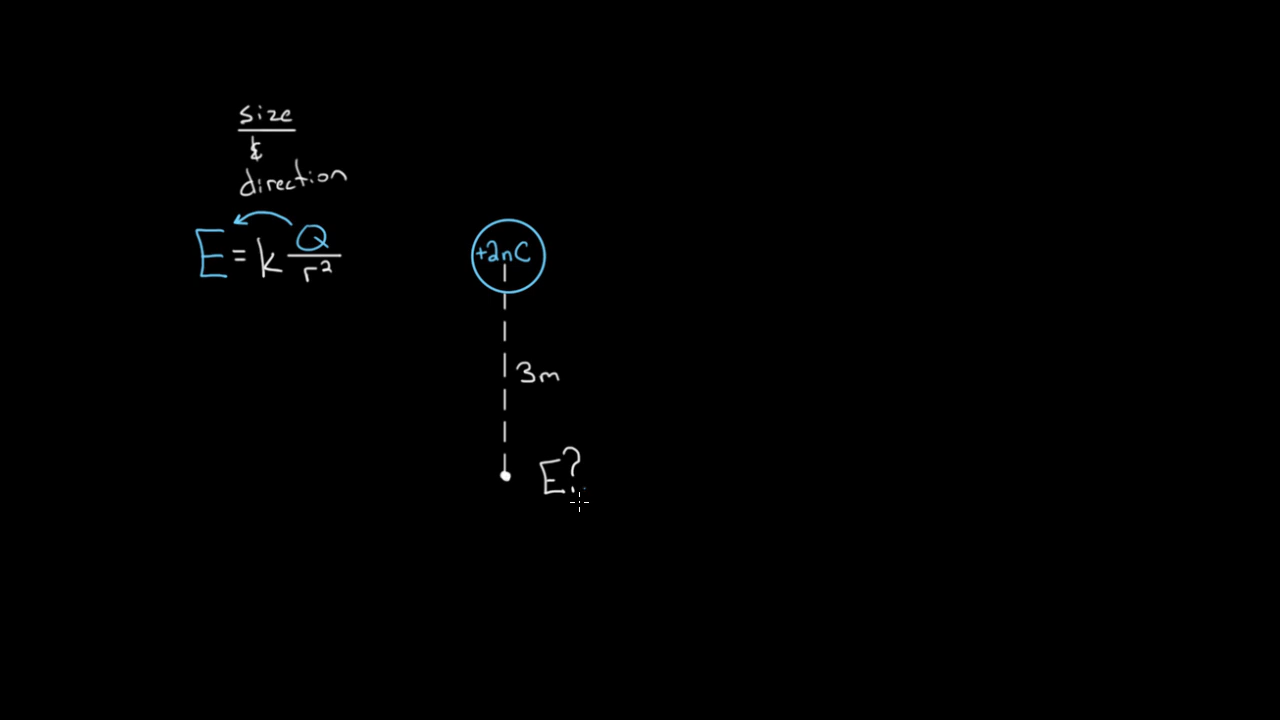 size
&
direction
E = k Q/r²
+2nC
3m
E?